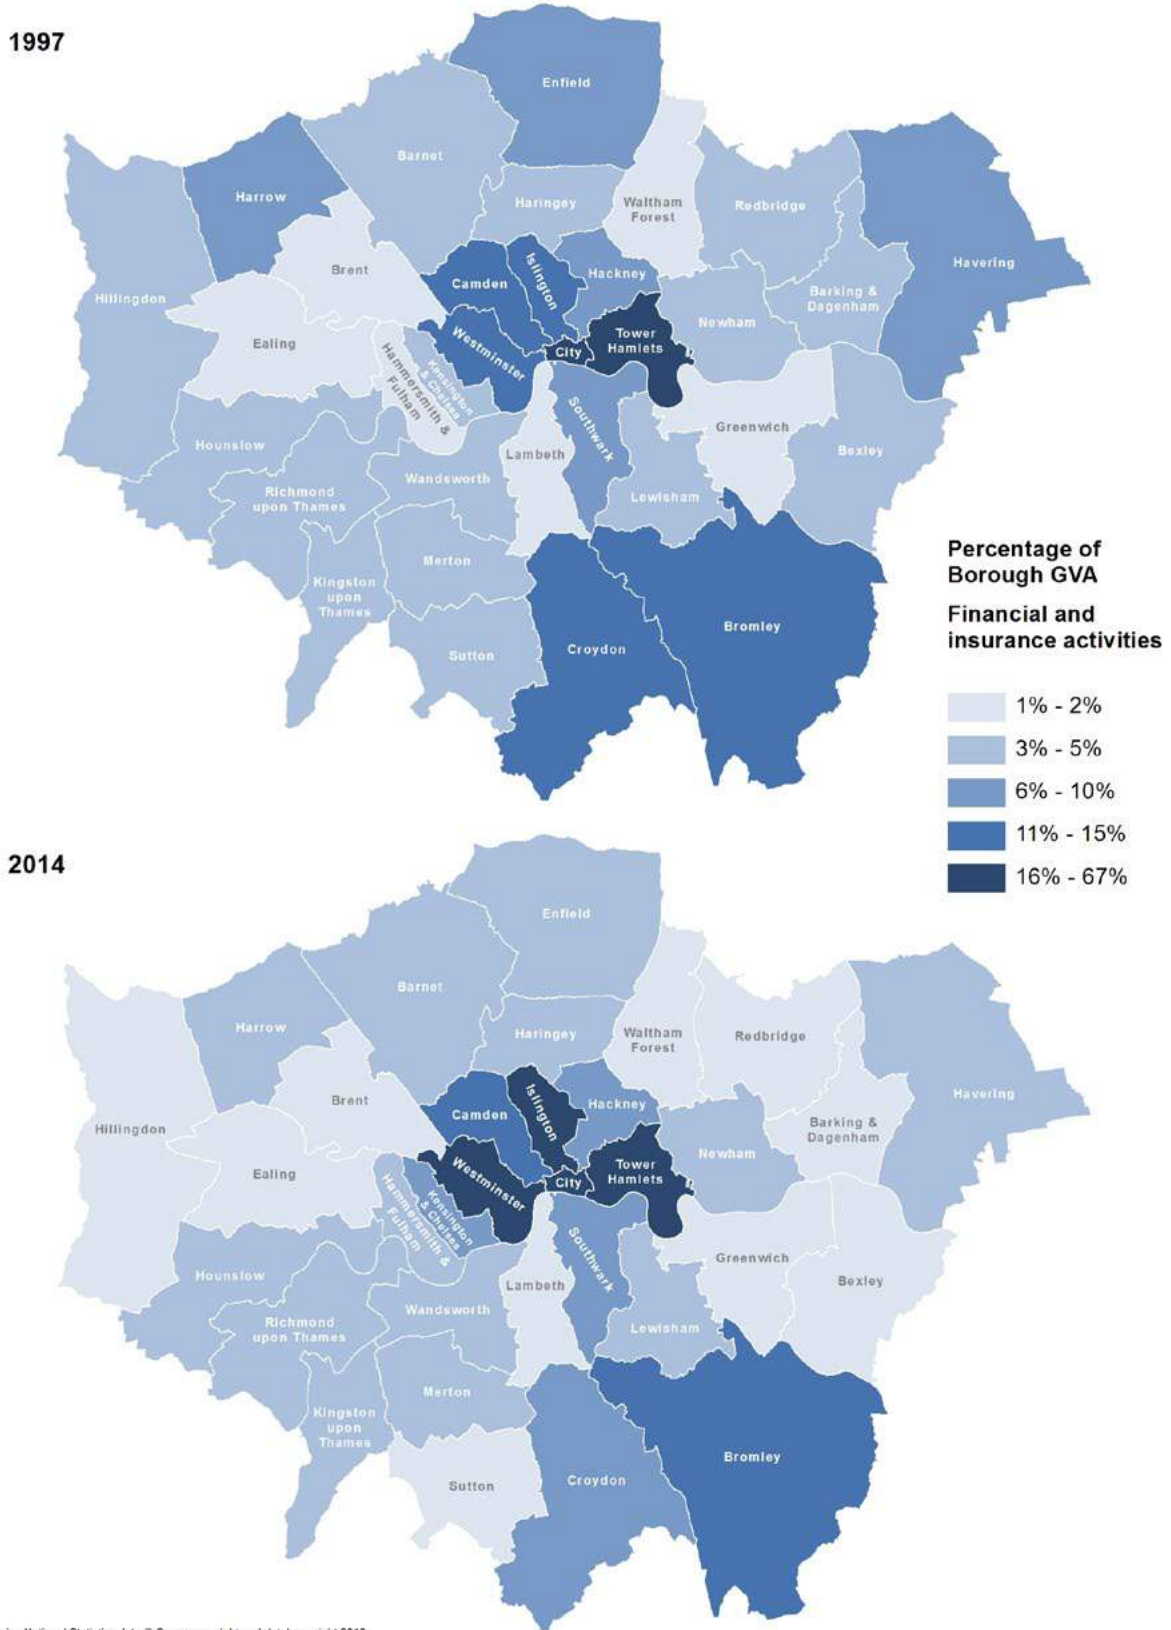 1997
Enfield
Barnet
Harrow
Haringey
Waltham
Forest
Redbridge
Havering
Brent
Camden
Islington
Hackney
Hillingdon
Barking &
Dagenham
Newham
Ealing
Hammersmith &
Fulham
Kensington
& Chelsea
Westminster
City
Tower
Hamlets
Southwark
Greenwich
Hounslow
Lambeth
Bexley
Wandsworth
Richmond
upon Thames
Lewisham
Merton
Kingston
upon
Thames
Sutton
Croydon
Bromley
Percentage of
Borough GVA
Financial and
insurance activities
1% - 2%
3% - 5%
6% - 10%
11% - 15%
16% - 67%
2014
Enfield
Barnet
Harrow
Haringey
Waltham
Forest
Redbridge
Havering
Brent
Camden
Islington
Hackney
Hillingdon
Barking &
Dagenham
Newham
Ealing
Hammersmith &
Fulham
Kensington
& Chelsea
Westminster
City
Tower
Hamlets
Southwark
Greenwich
Hounslow
Lambeth
Bexley
Wandsworth
Richmond
upon Thames
Lewisham
Merton
Kingston
upon
Thames
Sutton
Croydon
Bromley